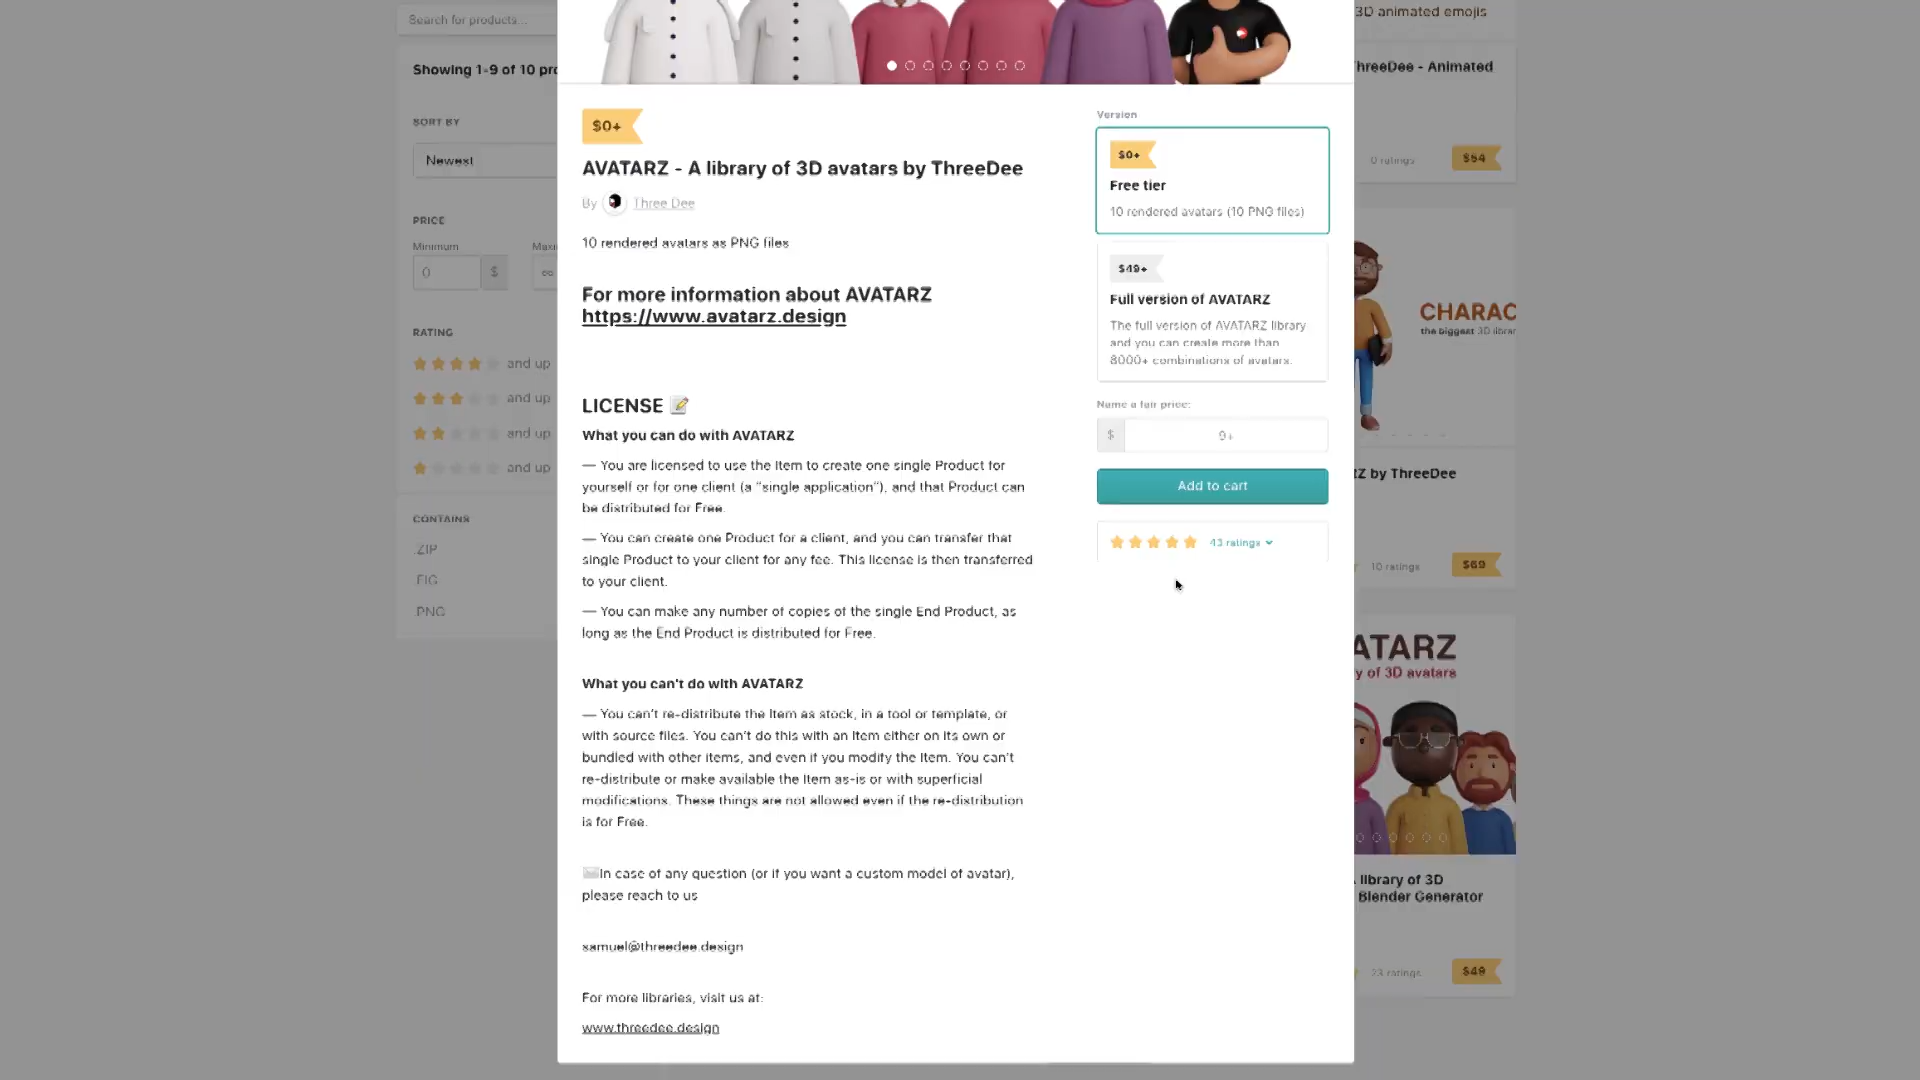 Search for products...
Showing 1-9 of 10 pro
SORT BY
Newest
PRICE
Minimum
Maxi
0
$
∞
RATING
and up
and up
and up
and up
CONTAINS
.ZIP
.FIG
.PNG
$0+
AVATARZ - A library of 3D avatars by ThreeDee
By Three Dee
10 rendered avatars as PNG files
For more information about AVATARZ
https://www.avatarz.design
LICENSE 📝
What you can do with AVATARZ
— You are licensed to use the Item to create one single Product for
yourself or for one client (a “single application”), and that Product can
be distributed for Free.
— You can create one Product for a client, and you can transfer that
single Product to your client for any fee. This license is then transferred
to your client.
— You can make any number of copies of the single End Product, as
long as the End Product is distributed for Free.
What you can't do with AVATARZ
— You can’t re-distribute the Item as stock, in a tool or template, or
with source files. You can’t do this with an Item either on its own or
bundled with other items, and even if you modify the Item. You can’t
re-distribute or make available the Item as-is or with superficial
modifications. These things are not allowed even if the re-distribution
is for Free.
✉️In case of any question (or if you want a custom model of avatar),
please reach to us
samuel@threedee.design
For more libraries, visit us at:
www.threedee.design
Version
$0+
Free tier
10 rendered avatars (10 PNG files)
$49+
Full version of AVATARZ
The full version of AVATARZ library
and you can create more than
8000+ combinations of avatars.
Name a fair price:
$
0+
Add to cart
43 ratings
3D animated emojis
hreeDee - Animated
0 ratings
$54
CHARAC
the biggest 3D librar
Z by ThreeDee
10 ratings
$69
ATARZ
y of 3D avatars
library of 3D
Blender Generator
23 ratings
$49